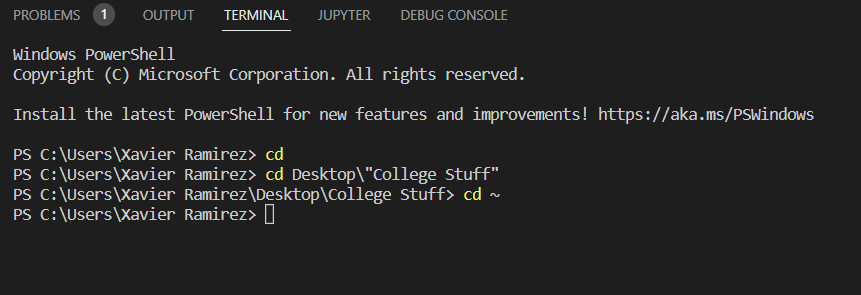 PROBLEMS 1 OUTPUT TERMINAL JUPYTER DEBUG CONSOLE
Windows PowerShell
Copyright (C) Microsoft Corporation. All rights reserved.
Install the latest PowerShell for new features and improvements! https://aka.ms/PSWindows
PS C:\Users\Xavier Ramirez> cd
PS C:\Users\Xavier Ramirez> cd Desktop\"College Stuff"
PS C:\Users\Xavier Ramirez\Desktop\College Stuff> cd ~
PS C:\Users\Xavier Ramirez>